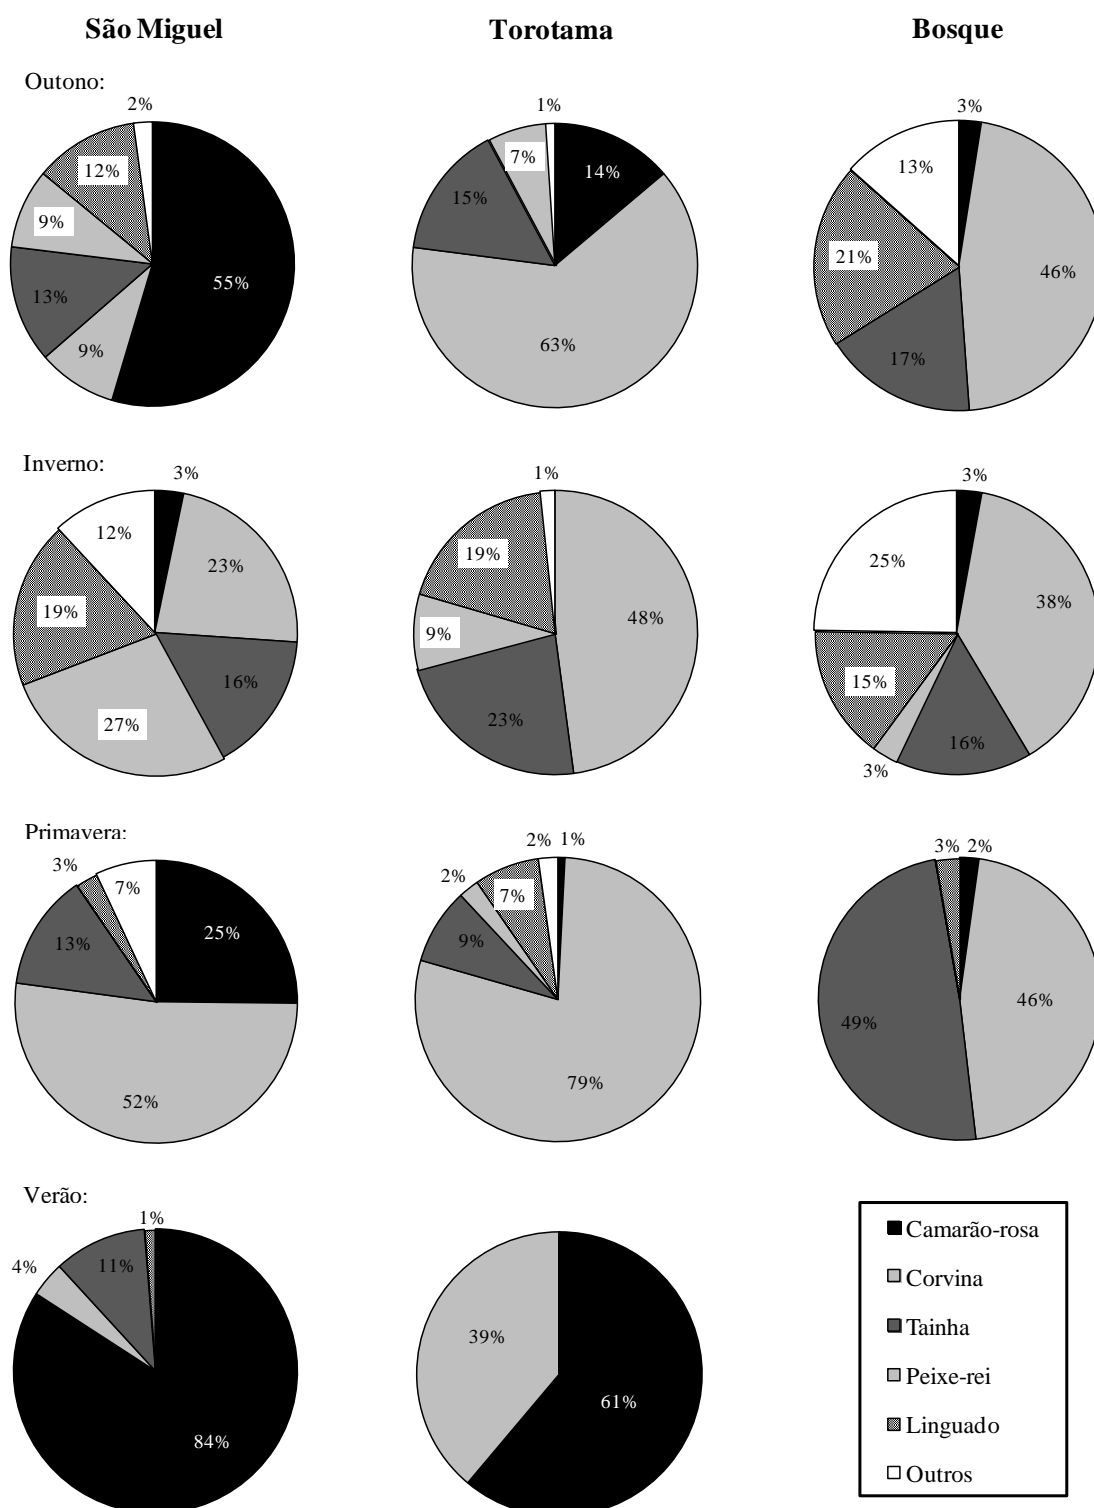 São Miguel Torotama Bosque
Outono:
2% 1% 3%
12% 7% 14% 13%
9% 15% 21% 46%
13% 55%
9% 63% 17%
Inverno:
3% 1% 3%
12% 23% 19% 25% 38%
19% 9% 48%
16% 15%
27% 23% 16%
3%
Primavera:
3% 2% 1% 3% 2%
7% 2% 7%
13% 25% 9% 49% 46%
52% 79%
Verão:
1%
4% 11%
39%
84% 61%
Camarão-rosa
Corvina
Tainha
Peixe-rei
Linguado
Outros